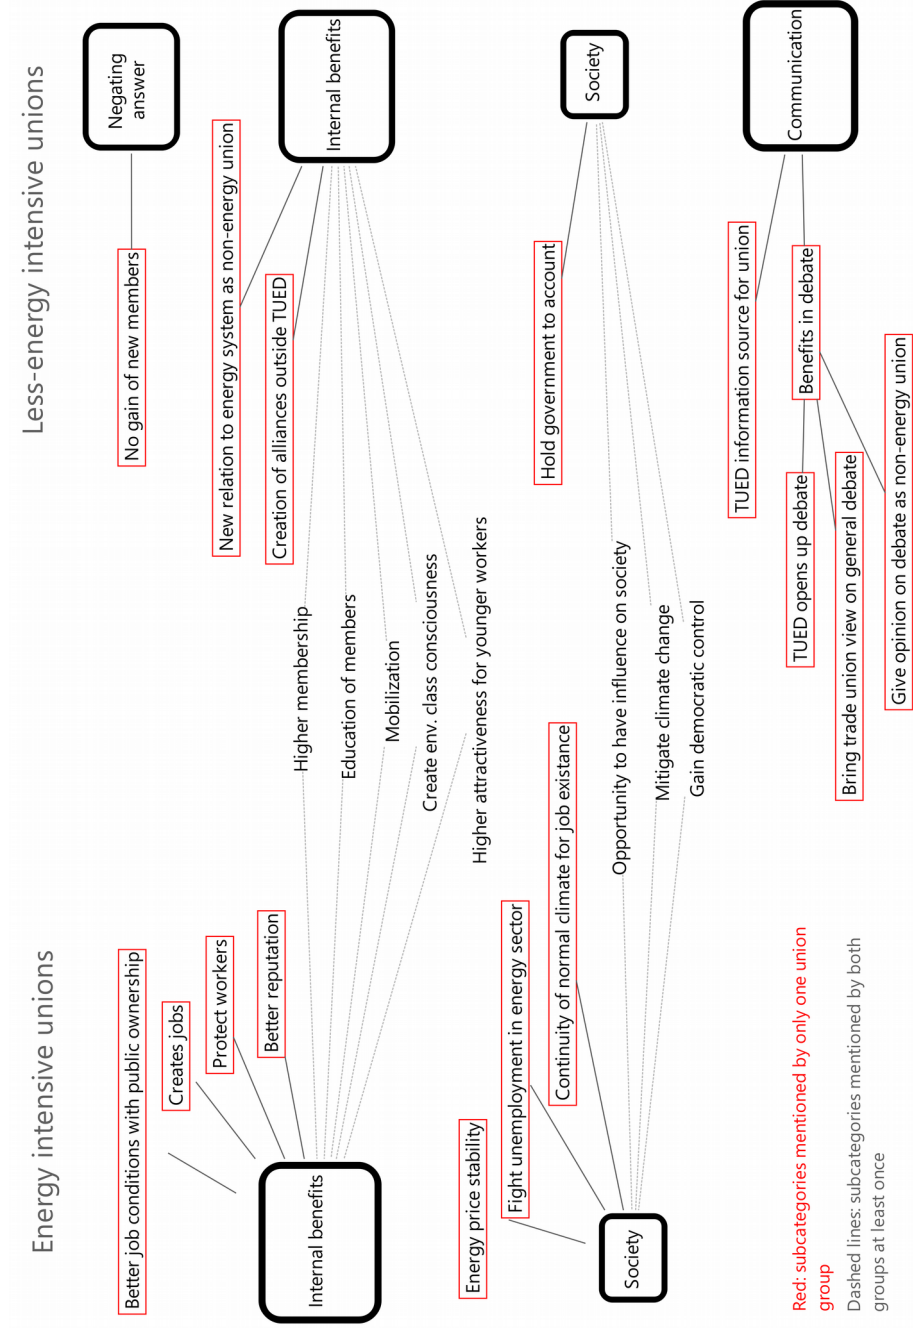 Energy intensive unions
Less-energy intensive unions
Better job conditions with public ownership
Creates jobs
Protect workers
Better reputation
Internal benefits
Energy price stability
Fight unemployment in energy sector
Continuity of normal climate for job existance
Society
Higher membership
Education of members
Mobilization
Create env. class consciousness
Higher attractiveness for younger workers
Opportunity to have influence on society
Mitigate climate change
Gain democratic control
No gain of new members
Negating
answer
New relation to energy system as non-energy union
Creation of alliances outside TUED
Internal benefits
Hold government to account
Society
TUED information source for union
Benefits in debate
TUED opens up debate
Bring trade union view on general debate
Give opinion on debate as non-energy union
Communication
Red: subcategories mentioned by only one union
group
Dashed lines: subcategories mentioned by both
groups at least once